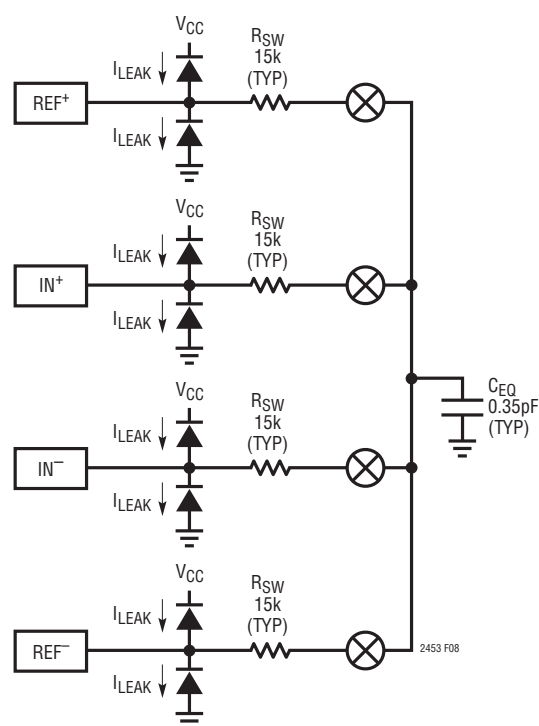 VCC
ILEAK
RSW
15k
(TYP)
REF+
ILEAK
VCC
ILEAK
RSW
15k
(TYP)
IN+
ILEAK
CEQ
0.35pF
(TYP)
VCC
ILEAK
RSW
15k
(TYP)
IN−
ILEAK
VCC
ILEAK
RSW
15k
(TYP)
REF−
2453 F08
ILEAK